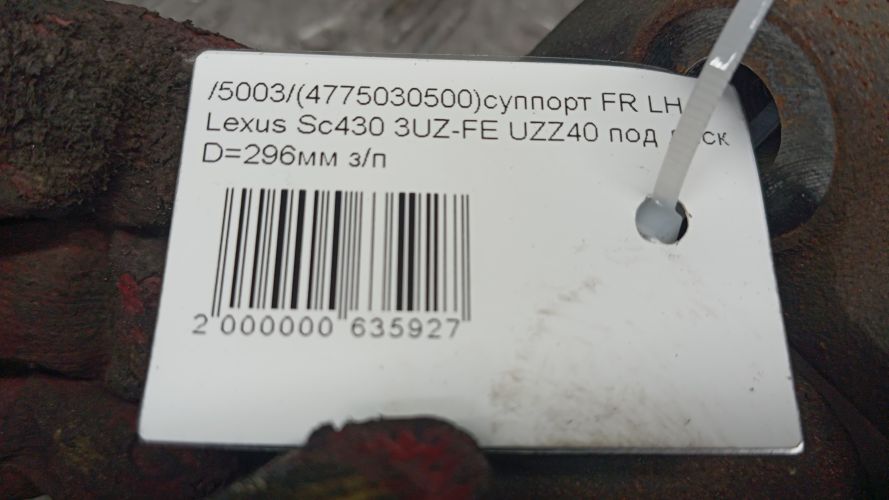 /5003/(4775030500)суппорт FR LH
Lexus Sc430 3UZ-FE UZZ40 под
D=296мм з/п
2 000000 635927